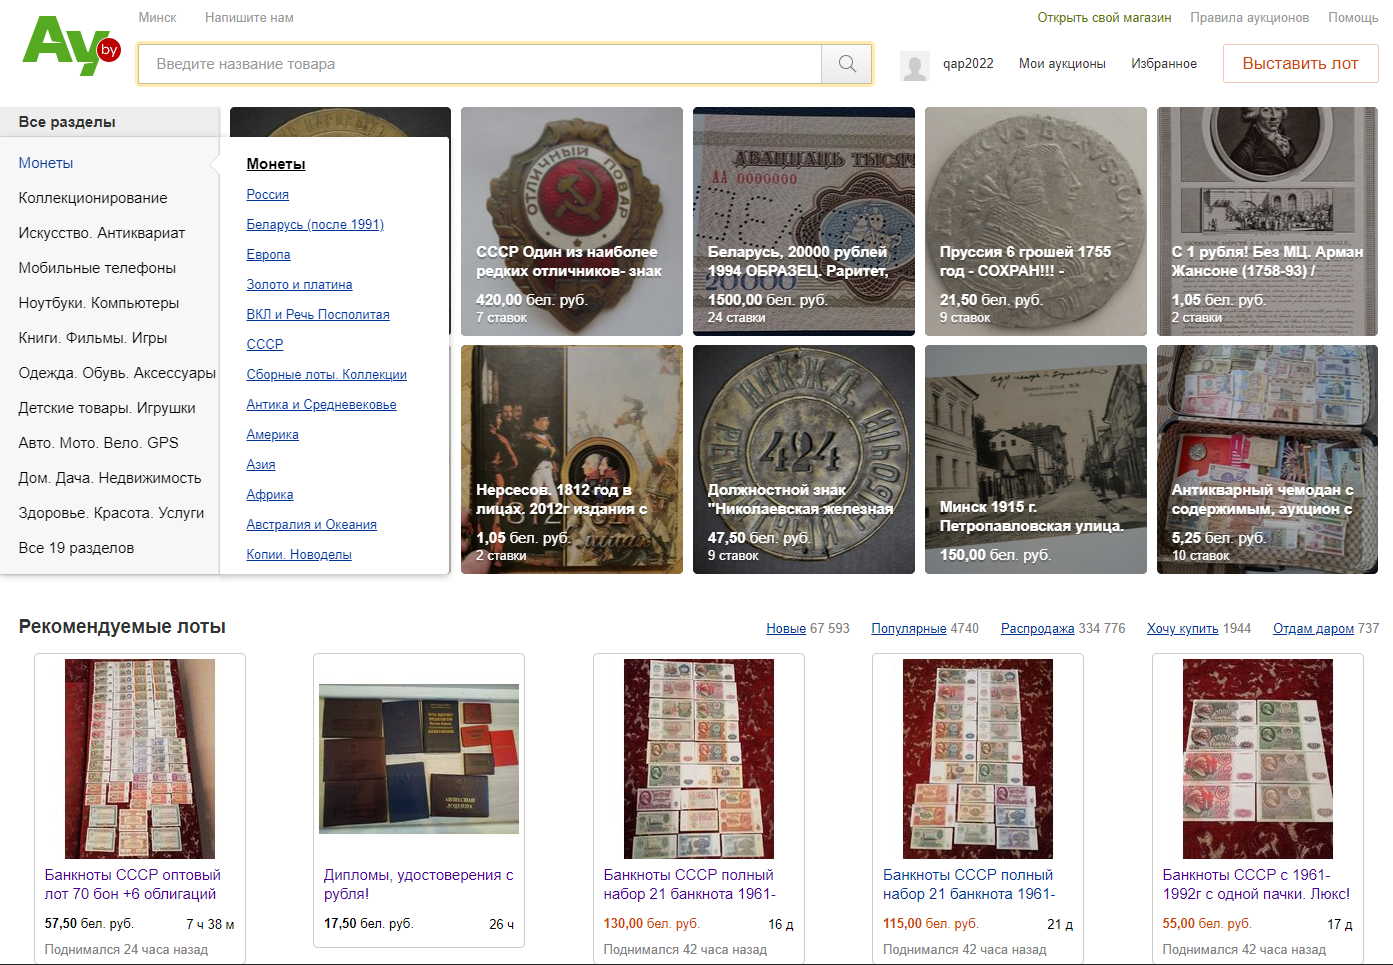 Минск Напишите нам Открыть свой магазин Правила аукционов Помощь
Ау by
Введите название товара
qap2022 Мои аукционы Избранное Выставить лот
Все разделы
Монеты
Коллекционирование
Искусство. Антиквариат
Мобильные телефоны
Ноутбуки. Компьютеры
Книги. Фильмы. Игры
Одежда. Обувь. Аксессуары
Детские товары. Игрушки
Авто. Мото. Вело. GPS
Дом. Дача. Недвижимость
Здоровье. Красота. Услуги
Все 19 разделов
Монеты
Россия
Беларусь (после 1991)
Европа
Золото и платина
ВКЛ и Речь Посполитая
СССР
Сборные лоты. Коллекции
Антика и Средневековье
Америка
Азия
Африка
Австралия и Океания
Копии. Новоделы
ОТЛИЧНЫЙ ПОВАР
СССР Один из наиболее
редких отличников- знак
420,00 бел. руб.
7 ставок
ДВАДЦАЦЬ ТЫСЯЧ
АА 0000000
20000
Беларусь, 20000 рублей
1994 ОБРАЗЕЦ. Раритет,
1500,00 бел. руб.
24 ставки
Пруссия 6 грошей 1755
год - СОХРАН!!! -
21,50 бел. руб.
9 ставок
С 1 рубля! Без МЦ. Арман
Жансоне (1758-93) /
1,05 бел. руб.
2 ставки
1812
Нерсесов. 1812 год в
лицах. 2012г издания с
1,05 бел. руб.
2 ставки
НИК.Ж.Д.
424
Должностной знак
"Николаевская железная
47,50 бел. руб.
9 ставок
Минск 1915 г.
Петропавловская улица.
150,00 бел. руб.
Антикварный чемодан с
содержимым, аукцион с
5,25 бел. руб.
10 ставок
Рекомендуемые лоты
Новые 67 593 Популярные 4740 Распродажа 334 776 Хочу купить 1944 Отдам даром 737
Банкноты СССР оптовый
лот 70 бон +6 облигаций
57,50 бел. руб. 7 ч 38 м
Поднимался 24 часа назад
Дипломы, удостоверения с
рубля!
17,50 бел. руб. 26 ч
Банкноты СССР полный
набор 21 банкнота 1961-
130,00 бел. руб. 16 д
Поднимался 42 часа назад
Банкноты СССР полный
набор 21 банкнота 1961-
115,00 бел. руб. 21 д
Поднимался 42 часа назад
Банкноты СССР с 1961-
1992г с одной пачки. Люкс!
55,00 бел. руб. 17 д
Поднимался 42 часа назад